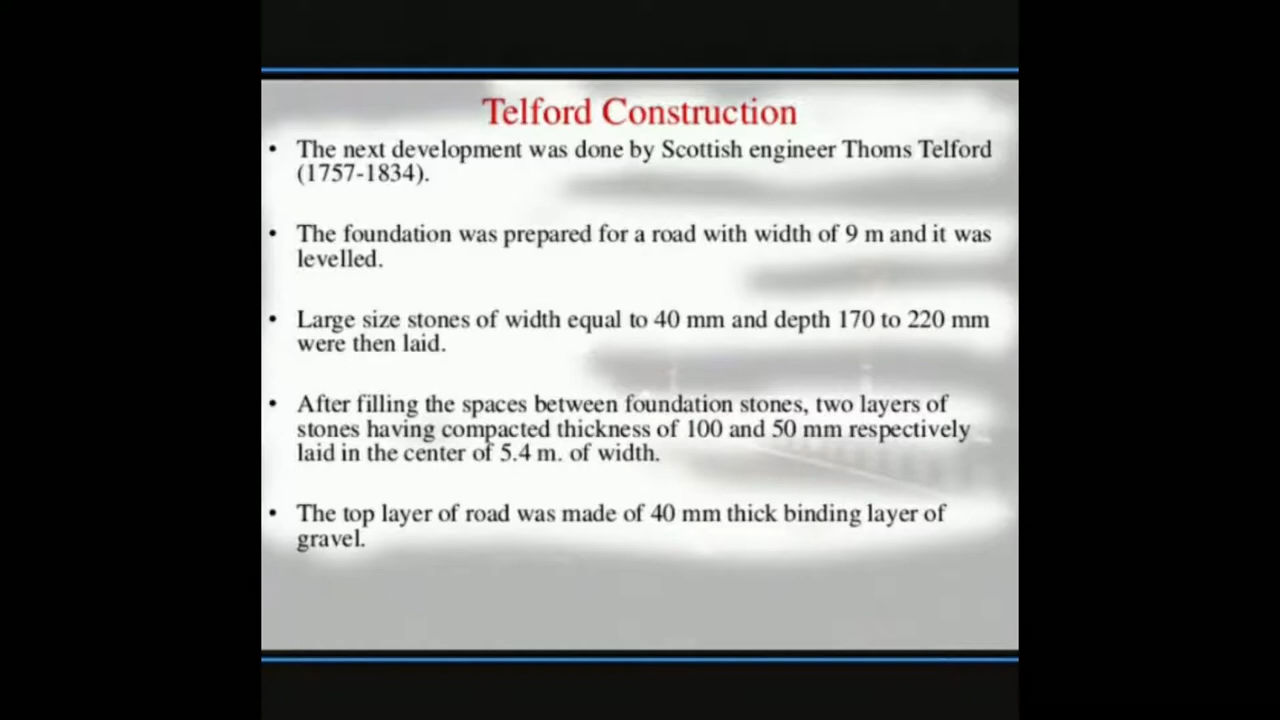 Telford Construction
• The next development was done by Scottish engineer Thoms Telford
(1757-1834).
• The foundation was prepared for a road with width of 9 m and it was
levelled.
• Large size stones of width equal to 40 mm and depth 170 to 220 mm
were then laid.
• After filling the spaces between foundation stones, two layers of
stones having compacted thickness of 100 and 50 mm respectively
laid in the center of 5.4 m. of width.
• The top layer of road was made of 40 mm thick binding layer of
gravel.